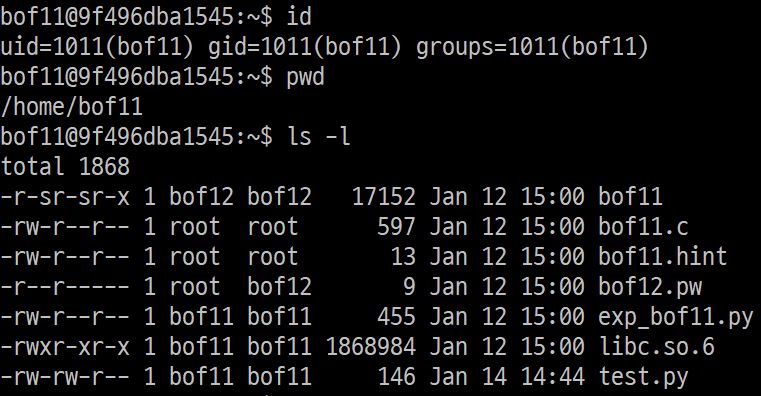 bof11@9f496dba1545:~$ id
uid=1011(bof11) gid=1011(bof11) groups=1011(bof11)
bof11@9f496dba1545:~$ pwd
/home/bof11
bof11@9f496dba1545:~$ ls -l
total 1868
-r-sr-sr-x 1 bof12 bof12   17152 Jan 12 15:00 bof11
-rw-r--r-- 1 root  root      597 Jan 12 15:00 bof11.c
-rw-r--r-- 1 root  root       13 Jan 12 15:00 bof11.hint
-r--r----- 1 root  bof12       9 Jan 12 15:00 bof12.pw
-rw-r--r-- 1 bof11 bof11     455 Jan 12 15:00 exp_bof11.py
-rwxr-xr-x 1 bof11 bof11 1868984 Jan 12 15:00 libc.so.6
-rw-rw-r-- 1 bof11 bof11     146 Jan 14 14:44 test.py